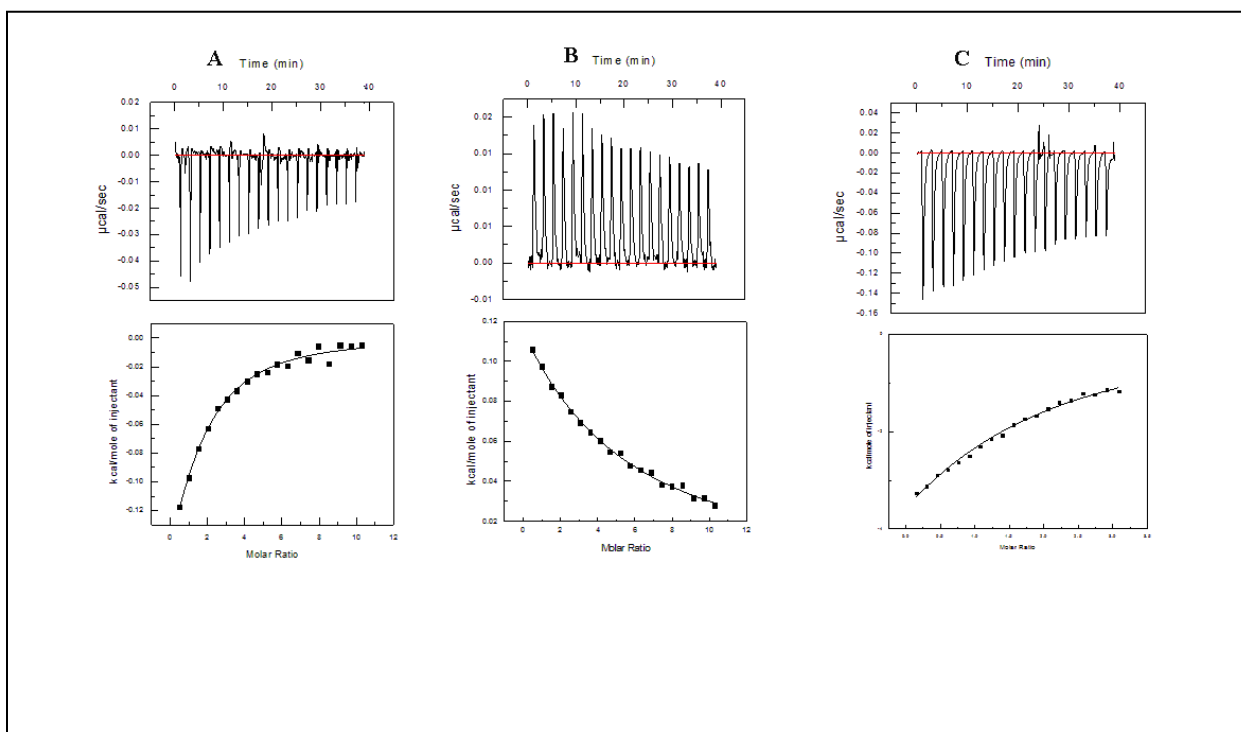 A Time (min)
0 10 20 30 40
0.02
0.01
0.00
-0.01
-0.02
-0.03
-0.04
-0.05
µcal/sec
0.00
-0.02
-0.04
-0.06
-0.08
-0.10
-0.12
kcal/mole of injectant
0 2 4 6 8 10 12
Molar Ratio
B Time (min)
0 10 20 30 40
0.02
0.01
0.01
0.01
0.00
-0.01
µcal/sec
0.12
0.10
0.08
0.06
0.04
0.02
kcal/mole of injectant
0 2 4 6 8 10 12
Molar Ratio
C Time (min)
0 10 20 30 40
0.04
0.02
0.00
-0.02
-0.04
-0.06
-0.08
-0.10
-0.12
-0.14
-0.16
µcal/sec
kcal/mole of injectant
Molar Ratio